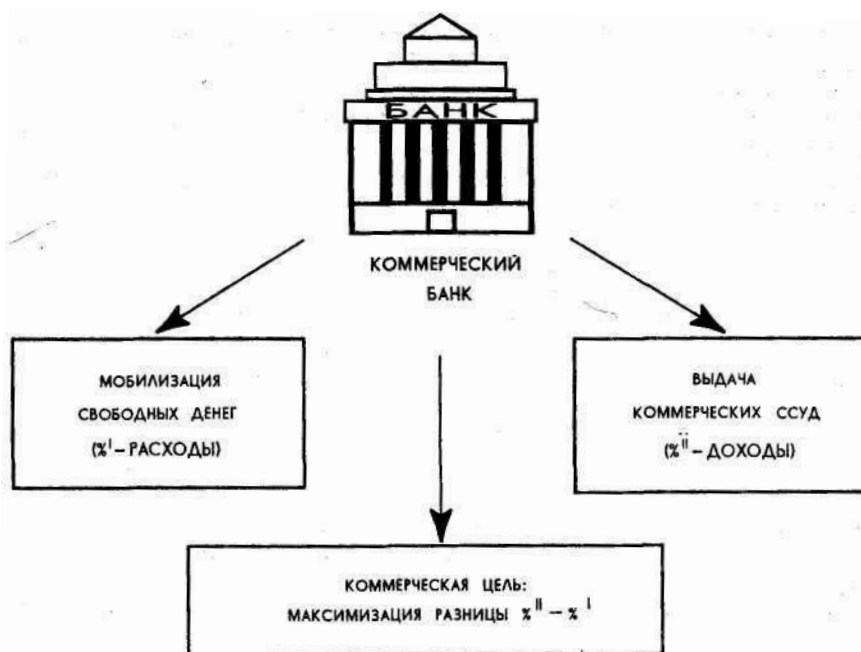 БАНК
КОММЕРЧЕСКИЙ
БАНК
МОБИЛИЗАЦИЯ
СВОБОДНЫХ ДЕНЕГ
(%I – РАСХОДЫ)
ВЫДАЧА
КОММЕРЧЕСКИХ ССУД
(%II – ДОХОДЫ)
КОММЕРЧЕСКАЯ ЦЕЛЬ:
МАКСИМИЗАЦИЯ РАЗНИЦЫ %II – %I